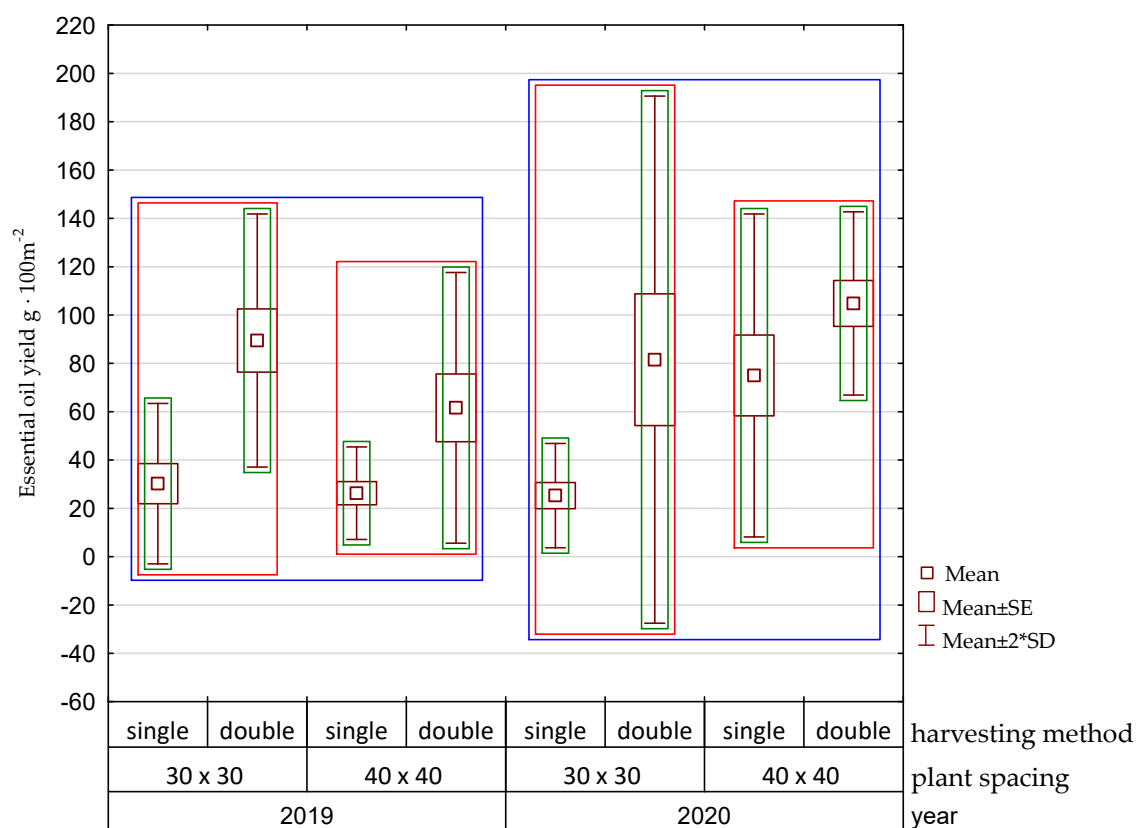 Essential oil yield g · 100m⁻²
220
200
180
160
140
120
100
80
60
40
20
0
-20
-40
-60
Mean
Mean±SE
Mean±2*SD
single double single double single double single double harvesting method
30 x 30 40 x 40 30 x 30 40 x 40 plant spacing
2019 2020 year